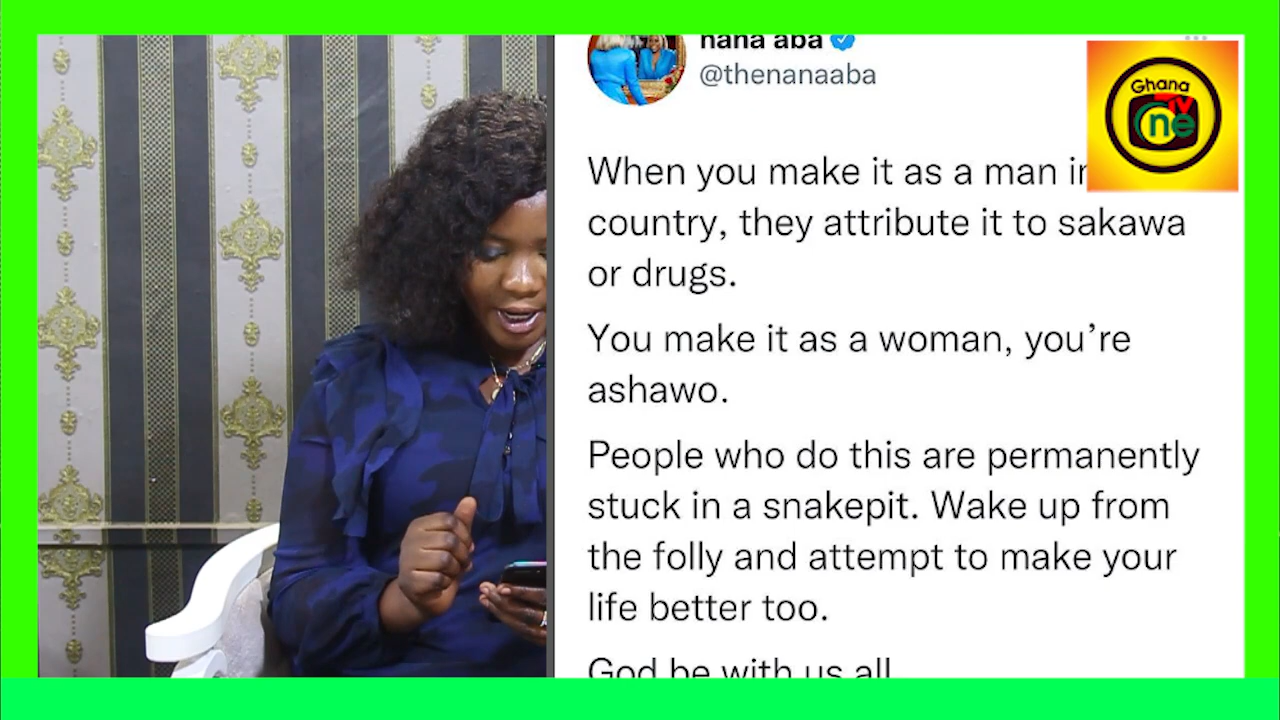 nana aba
@thenanaaba
Ghana
TV
One
When you make it as a man in
country, they attribute it to sakawa
or drugs.
You make it as a woman, you’re
ashawo.
People who do this are permanently
stuck in a snakepit. Wake up from
the folly and attempt to make your
life better too.
God be with us all